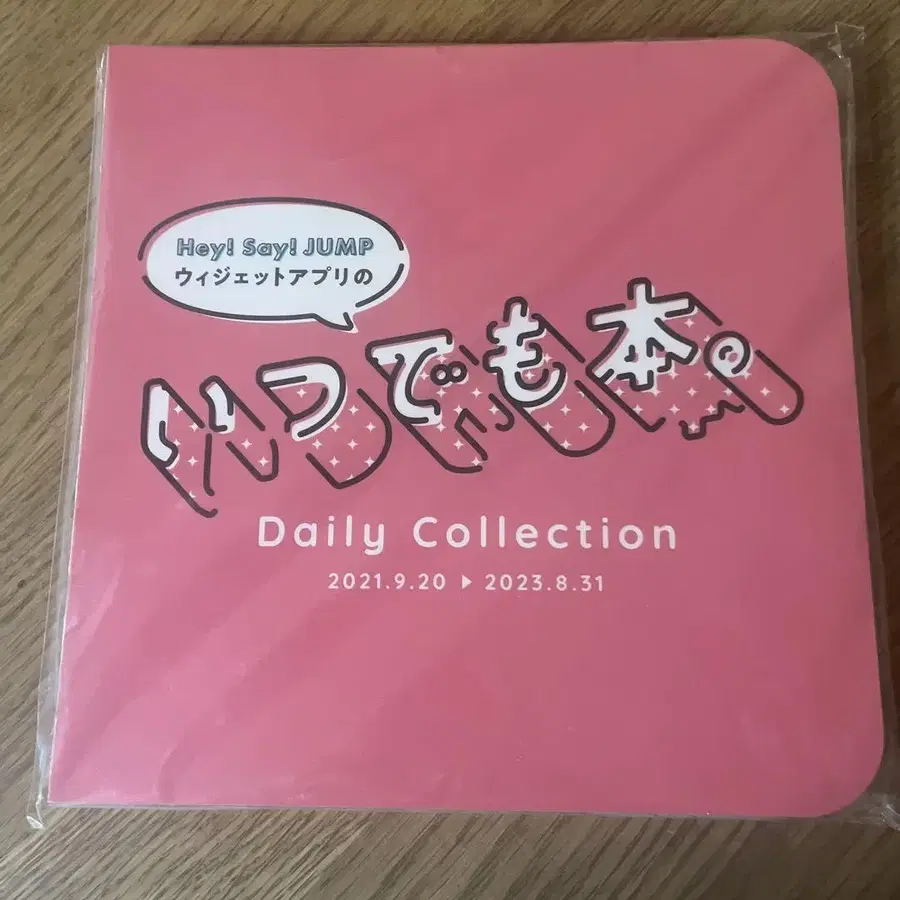 Hey! Say! JUMP
ウィジェットアプリの
いつでも本。
Daily Collection
2021.9.20 ▶ 2023.8.31